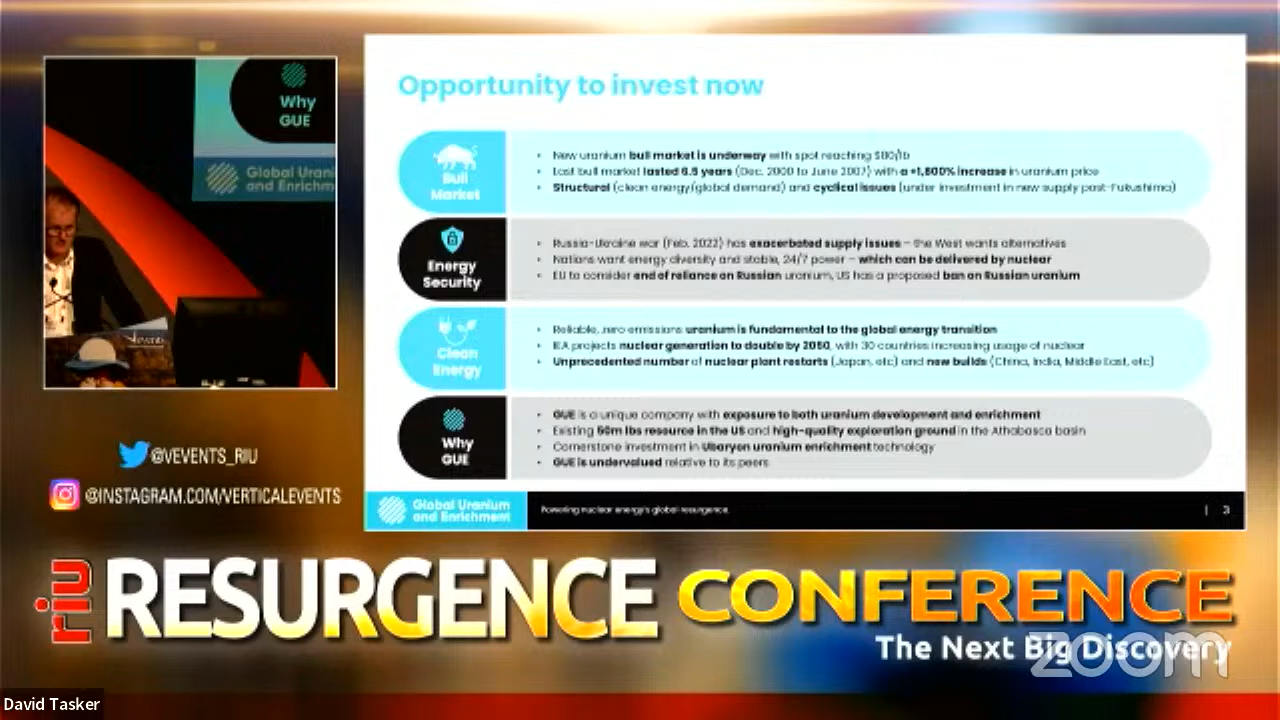 Why
GUE
Global Urani
and Enrichm
@VEVENTS_RIU
@INSTAGRAM.COM/VERTICALEVENTS
Opportunity to invest now
Bull
Market
• New uranium bull market is underway with spot reaching $80/lb
• Last bull market lasted 6.5 years (Dec. 2000 to June 2007) with a +1,800% increase in uranium price
• Structural (clean energy/global demand) and cyclical issues (under investment in new supply post-Fukushima)
Energy
Security
• Russia-Ukraine war (Feb. 2022) has exacerbated supply issues – the West wants alternatives
• Nations want energy diversity and stable, 24/7 power – which can be delivered by nuclear
• EU to consider end of reliance on Russian uranium, US has a proposed ban on Russian uranium
Clean
Energy
• Reliable, zero emissions uranium is fundamental to the global energy transition
• IEA projects nuclear generation to double by 2050, with 30 countries increasing usage of nuclear
• Unprecedented number of nuclear plant restarts (Japan, etc) and new builds (China, India, Middle East, etc)
Why
GUE
• GUE is a unique company with exposure to both uranium development and enrichment
• Existing 50m lbs resource in the US and high-quality exploration ground in the Athabasca basin
• Cornerstone investment in Ubaryon uranium enrichment technology
• GUE is undervalued relative to its peers
Global Uranium
and Enrichment
Powering nuclear energy's global resurgence.
| 3
riu RESURGENCE CONFERENCE
The Next Big Discovery
zoom
David Tasker